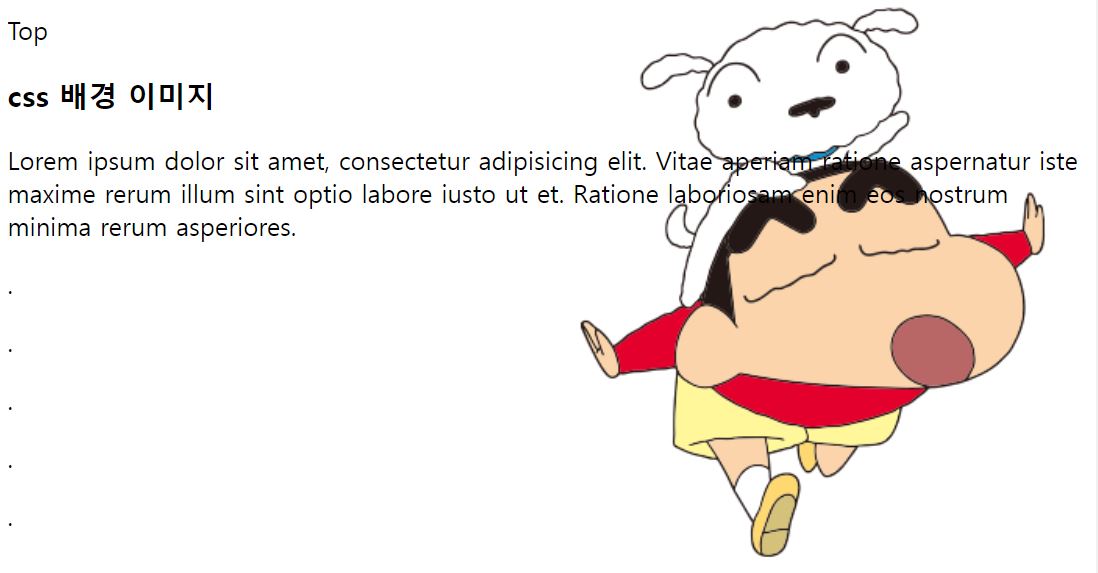 Top
css 배경 이미지
Lorem ipsum dolor sit amet, consectetur adipisicing elit. Vitae aperiam ratione aspernatur iste
maxime rerum illum sint optio labore iusto ut et. Ratione laboriosam enim eos nostrum
minima rerum asperiores.
.
.
.
.
.